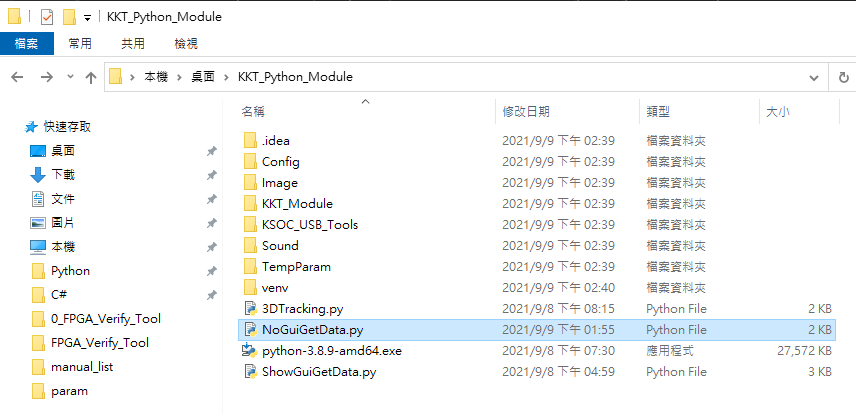 KKT_Python_Module
檔案 常用 共用 檢視
本機 桌面 KKT_Python_Module
名稱 修改日期 類型 大小
快速存取
桌面
下載
文件
圖片
本機
Python
C#
0_FPGA_Verify_Tool
FPGA_Verify_Tool
manual_list
param
.idea 2021/9/9 下午 02:39 檔案資料夾
Config 2021/9/9 下午 02:39 檔案資料夾
Image 2021/9/9 下午 02:39 檔案資料夾
KKT_Module 2021/9/9 下午 02:39 檔案資料夾
KSOC_USB_Tools 2021/9/9 下午 02:39 檔案資料夾
Sound 2021/9/9 下午 02:39 檔案資料夾
TempParam 2021/9/9 下午 02:39 檔案資料夾
venv 2021/9/9 下午 02:40 檔案資料夾
3DTracking.py 2021/9/8 下午 08:15 Python File 2 KB
NoGuiGetData.py 2021/9/9 下午 01:55 Python File 2 KB
python-3.8.9-amd64.exe 2021/9/8 下午 07:30 應用程式 27,572 KB
ShowGuiGetData.py 2021/9/8 下午 04:59 Python File 3 KB